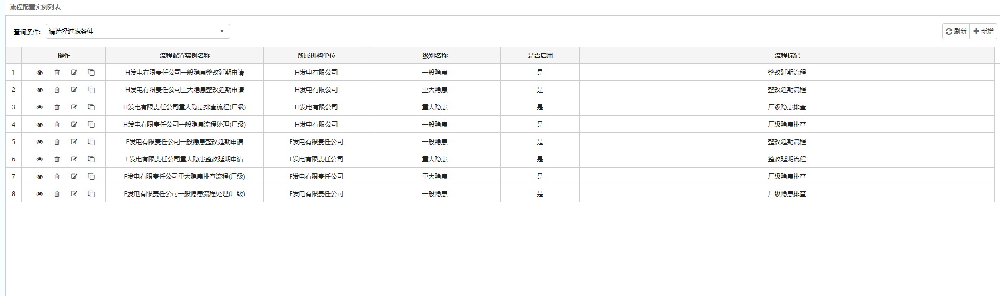 流程配置实例列表
查询条件: 请选择过滤条件 刷新 新增
操作 流程配置实例名称 所属机构单位 级别名称 是否启用 流程标记
1 H发电有限责任公司一般隐患整改延期申请 H发电有限公司 一般隐患 是 整改延期流程
2 H发电有限责任公司重大隐患整改延期申请 H发电有限公司 重大隐患 是 整改延期流程
3 H发电有限责任公司重大隐患排查流程(厂级) H发电有限公司 重大隐患 是 厂级隐患排查
4 H发电有限责任公司一般隐患流程处理(厂级) H发电有限公司 一般隐患 是 厂级隐患排查
5 F发电有限责任公司一般隐患整改延期申请 F发电有限责任公司 一般隐患 是 整改延期流程
6 F发电有限责任公司重大隐患整改延期申请 F发电有限责任公司 重大隐患 是 整改延期流程
7 F发电有限责任公司重大隐患排查流程(厂级) F发电有限责任公司 重大隐患 是 厂级隐患排查
8 F发电有限责任公司一般隐患流程处理(厂级) F发电有限责任公司 一般隐患 是 厂级隐患排查